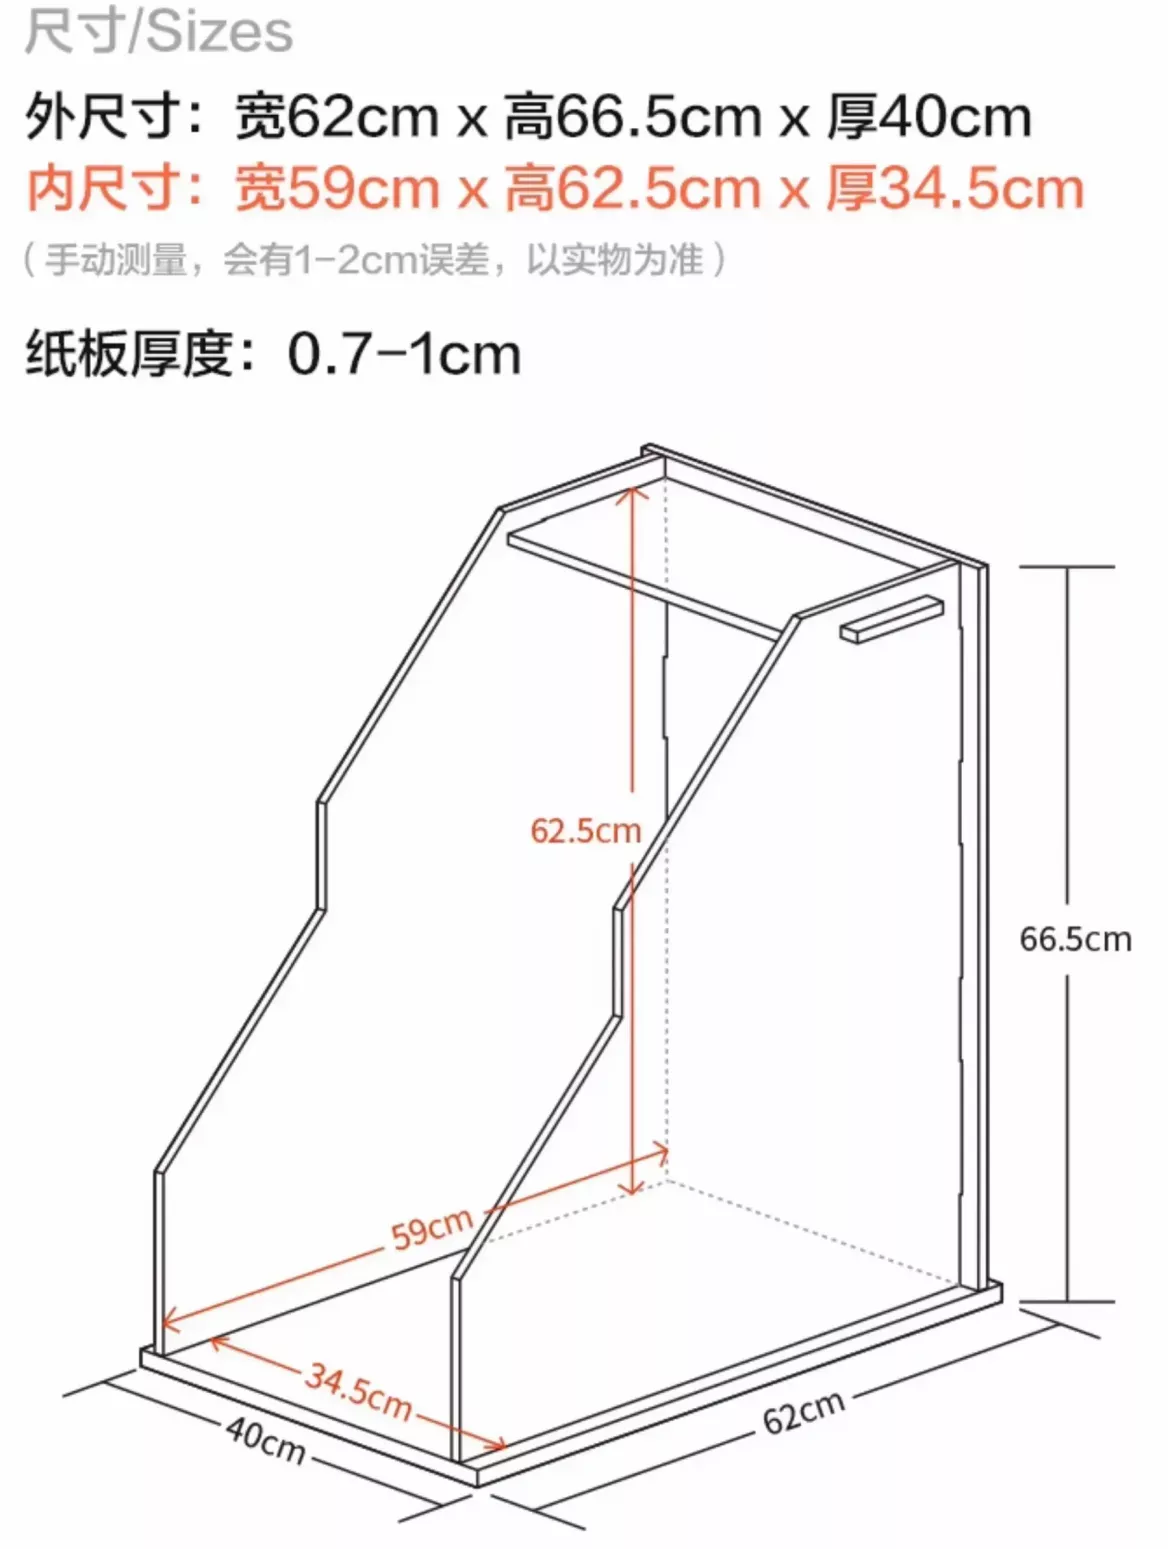 尺寸/Sizes
外尺寸：宽62cm x 高66.5cm x 厚40cm
内尺寸：宽59cm x 高62.5cm x 厚34.5cm
（手动测量，会有1-2cm误差，以实物为准）
纸板厚度：0.7-1cm
62.5cm
66.5cm
59cm
34.5cm
40cm
62cm